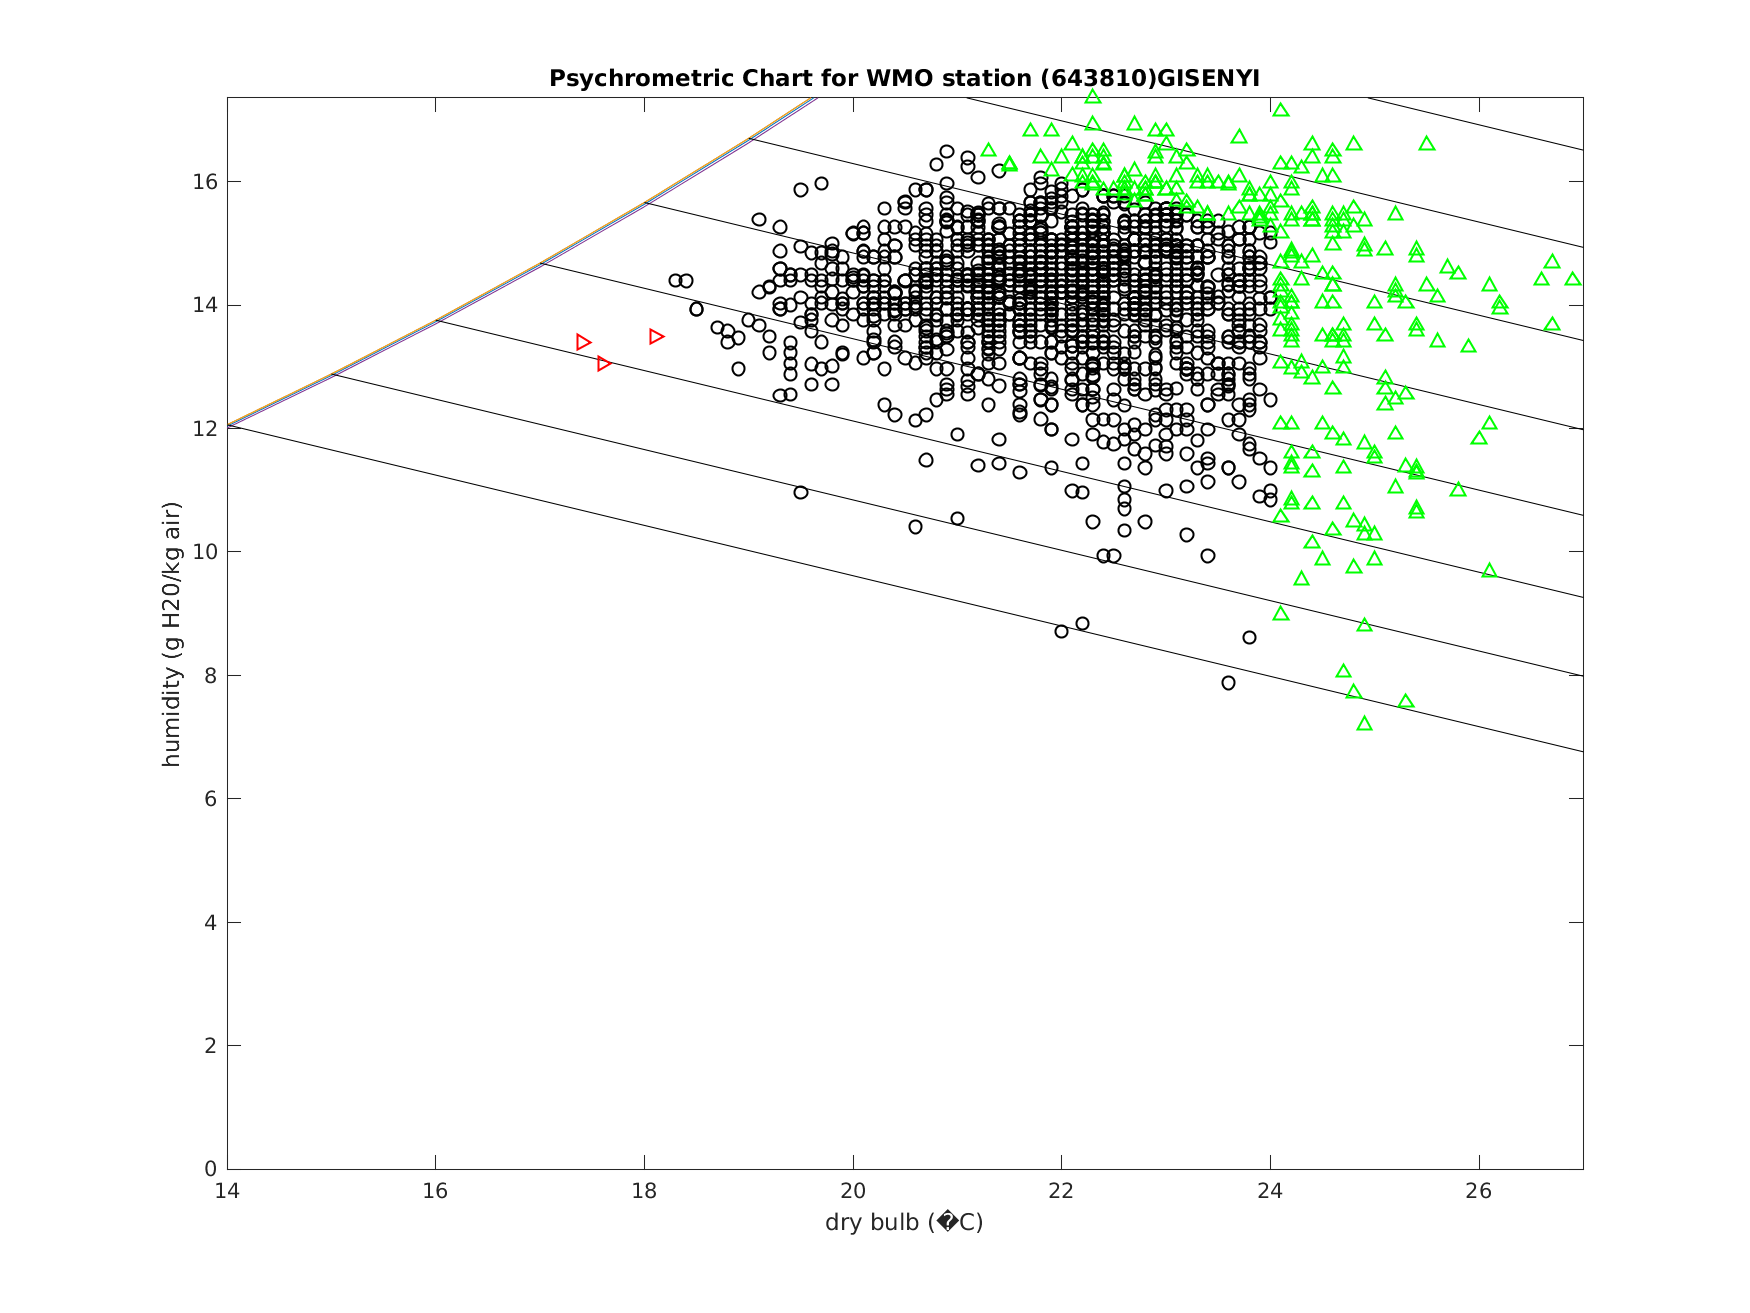 Psychrometric Chart for WMO station (643810)GISENYI
humidity (g H20/kg air)
16
14
12
10
8
6
4
2
0
14 16 18 20 22 24 26
dry bulb (�C)